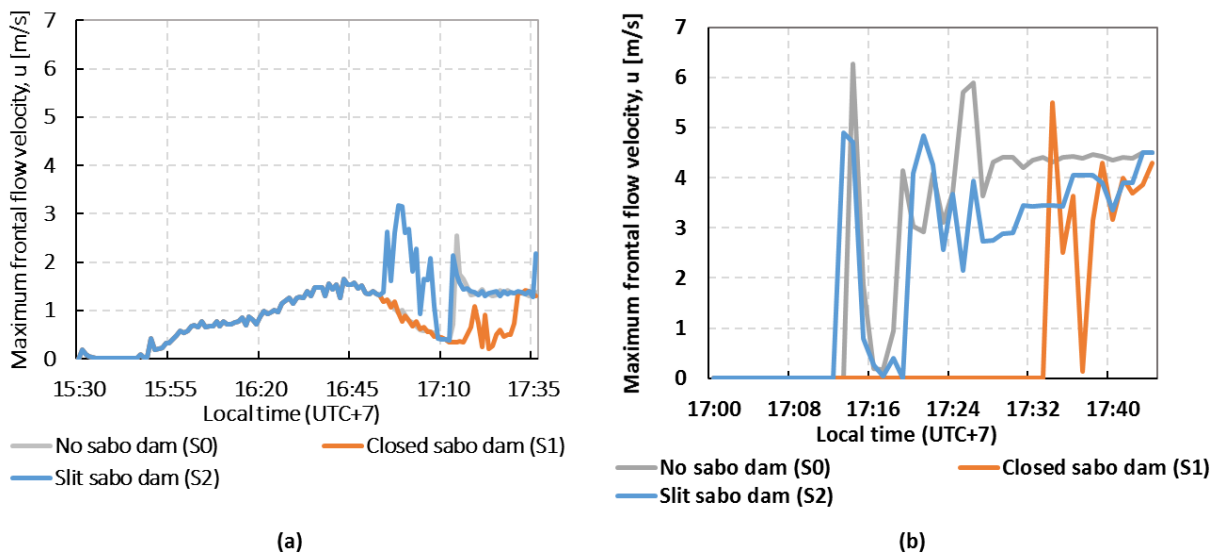 Maximum frontal flow velocity, u [m/s]
7
6
5
4
3
2
1
0
15:30 15:55 16:20 16:45 17:10 17:35
Local time (UTC+7)
No sabo dam (S0) Closed sabo dam (S1)
Slit sabo dam (S2)
(a)
Maximum frontal flow velocity, u [m/s]
7
6
5
4
3
2
1
0
17:00 17:08 17:16 17:24 17:32 17:40
Local time (UTC+7)
No sabo dam (S0) Closed sabo dam (S1)
Slit sabo dam (S2)
(b)